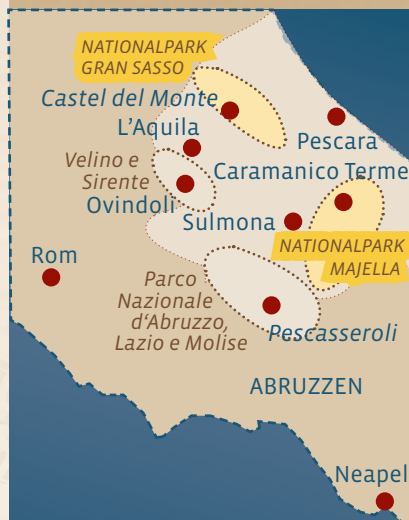 NATIONALPARK
GRAN SASSO
Castel del Monte
L’Aquila
Pescara
Velino e
Sirente
Caramanico Terme
Ovindoli
Sulmona
Rom
NATIONALPARK
MAJELLA
Parco
Nazionale
d‘Abruzzo,
Lazio e Molise
Pescasseroli
ABRUZZEN
Neapel